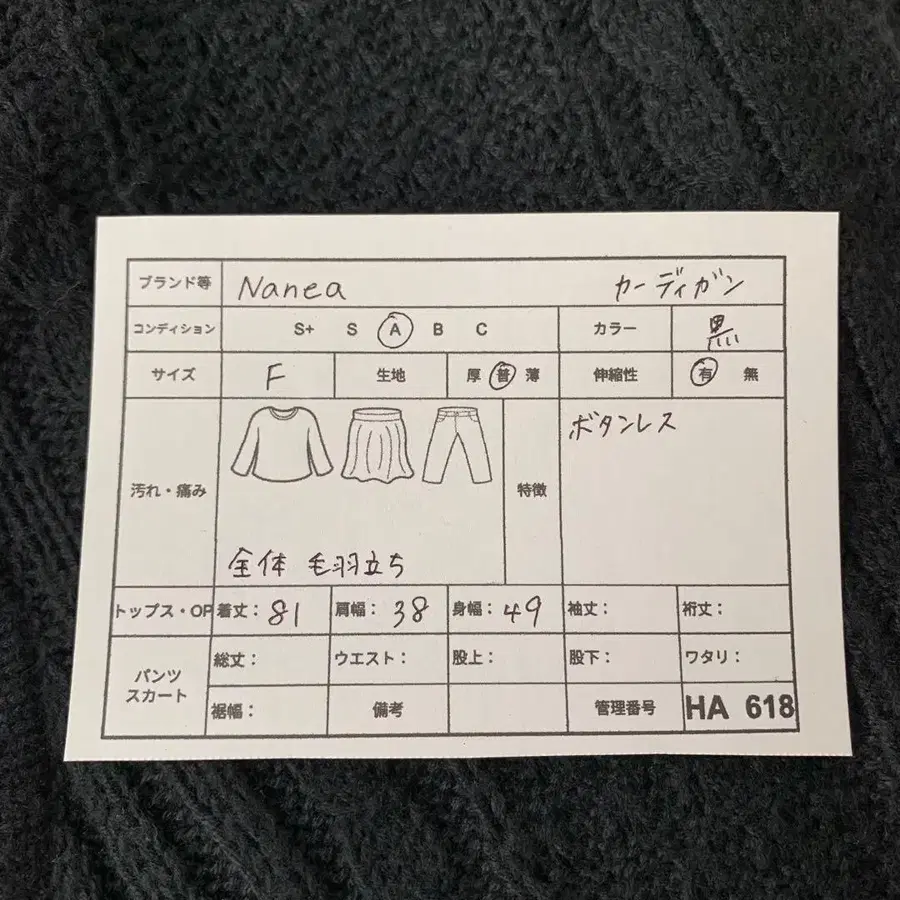 ブランド等 Nanea カーディガン
コンディション S+ S A B C カラー 黒
サイズ F 生地 厚 普 薄 伸縮性 有 無
汚れ・痛み 特徴 ボタンレス
全体 毛羽立ち
トップス・OP 着丈： 81 肩幅： 38 身幅： 49 袖丈： 裄丈：
パンツ スカート 総丈： ウエスト： 股上： 股下： ワタリ：
裾幅： 備考 管理番号 HA 618